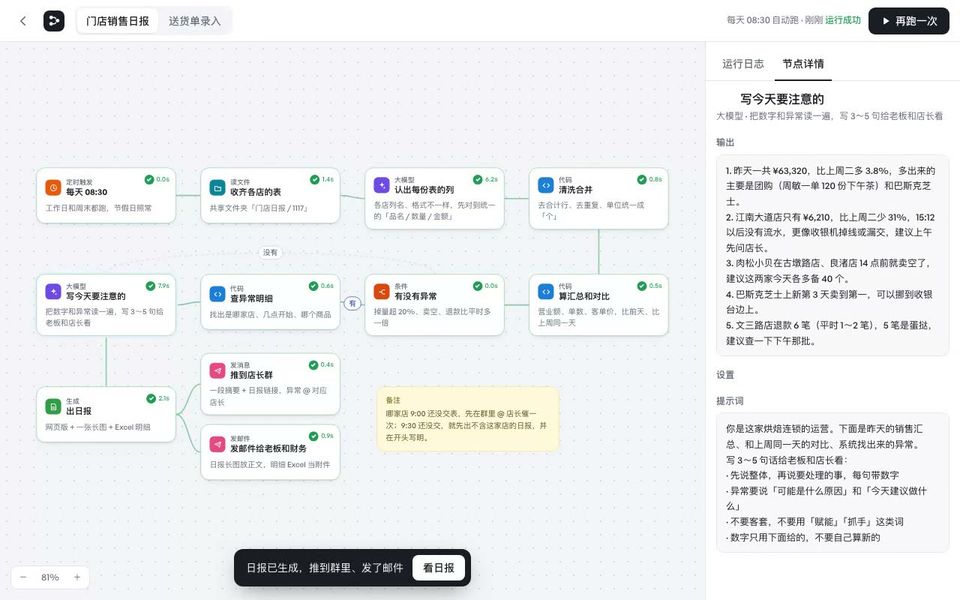 门店销售日报
送货单录入
每天 08:30 自动跑 · 刚刚 运行成功
再跑一次
运行日志
节点详情
定时触发
0.0s
每天 08:30
工作日和周末都跑，节假日照常
读文件
1.4s
收齐各店的表
共享文件夹「门店日报 / 1117」
大模型
6.2s
认出每份表的列
各店列名、格式不一样，先对到统一
的「品名 / 数量 / 金额」
代码
0.8s
清洗合并
去合计行、去重复、单位统一成
「个」
没有
大模型
7.9s
写今天要注意的
把数字和异常读一遍，写 3～5 句给
老板和店长看
代码
0.6s
查异常明细
找出是哪家店、几点开始、哪个商品
有
条件
0.0s
有没有异常
掉量超 20%、卖空、退款比平时多
一倍
代码
0.5s
算汇总和对比
营业额、单数、客单价，比前天、比
上周同一天
生成
2.1s
出日报
网页版 + 一张长图 + Excel 明细
发消息
0.4s
推到店长群
一段摘要 + 日报链接，异常 @ 对应
店长
发邮件
0.9s
发邮件给老板和财务
日报长图放正文，明细 Excel 当附件
备注
哪家店 9:00 还没交表，先在群里 @ 店长催一
次；9:30 还没交，就先出不含这家店的日报，并
在开头写明。
日报已生成，推到群里、发了邮件
看日报
81%
写今天要注意的
大模型 · 把数字和异常读一遍，写 3～5 句给老板和店长看
输出
1. 昨天一共 ¥63,320，比上周二多 3.8%，多出来的
主要是团购（周敏一单 120 份下午茶）和巴斯克芝
士。
2. 江南大道店只有 ¥6,210，比上周二少 31%，15:12
以后没有流水，更像收银机掉线或漏交，建议上午
先问店长。
3. 肉松小贝在古墩路店、良渚店 14 点前就卖空了，
建议这两家今天各多备 40 个。
4. 巴斯克芝士上新第 3 天卖到第一，可以挪到收银
台边上。
5. 文三路店退款 6 笔（平时 1～2 笔），5 笔是蛋挞，
建议查一下下午那批。
设置
提示词
你是这家烘焙连锁的运营。下面是昨天的销售汇
总、和上周同一天的对比、系统找出来的异常。
写 3～5 句话给老板和店长看：
· 先说整体，再说要处理的事，每句带数字
· 异常要说「可能是什么原因」和「今天建议做什
么」
· 不要客套，不要用「赋能」「抓手」这类词
· 数字只用下面给的，不要自己算新的